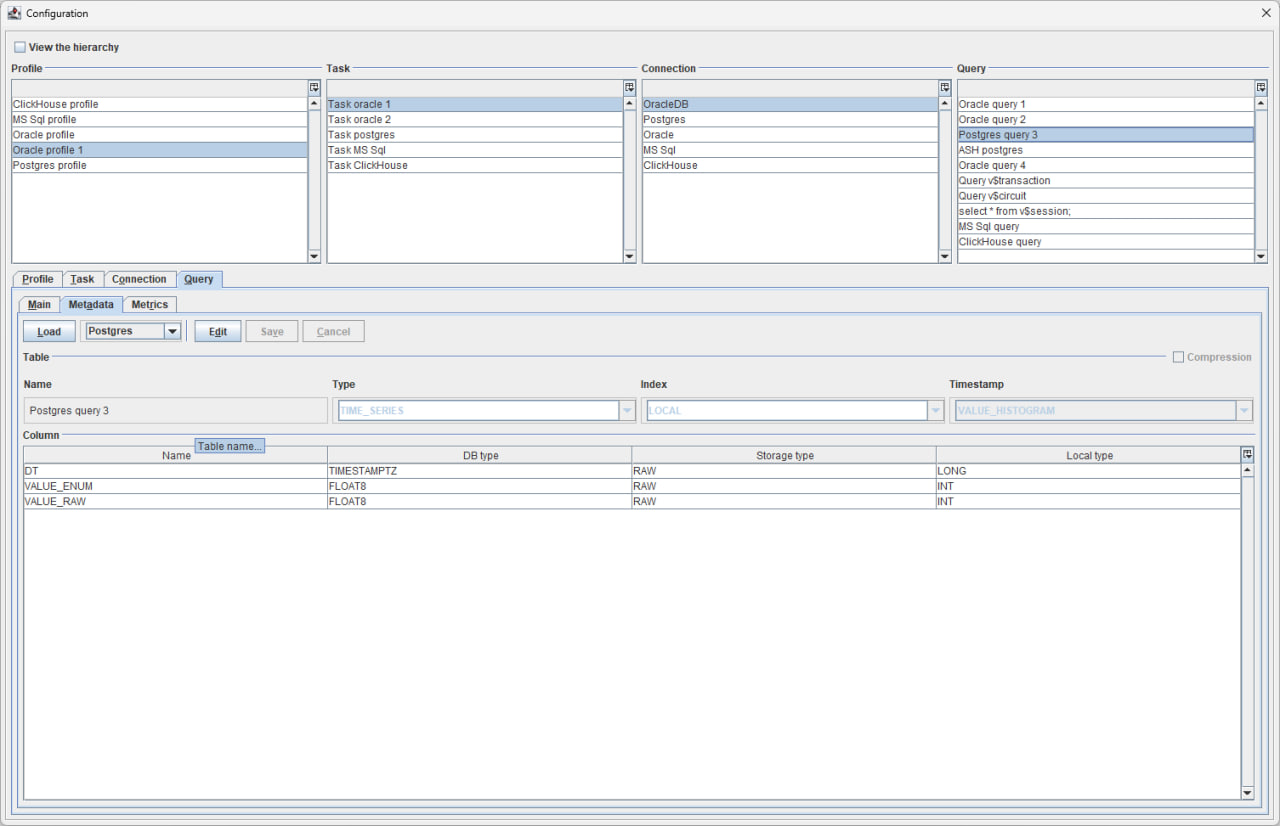 Configuration
View the hierarchy
Profile Task Connection Query
ClickHouse profile Task oracle 1 OracleDB Oracle query 1
MS Sql profile Task oracle 2 Postgres Oracle query 2
Oracle profile Task postgres Oracle Postgres query 3
Oracle profile 1 Task MS Sql MS Sql ASH postgres
Postgres profile Task ClickHouse ClickHouse Oracle query 4
Query v$transaction
Query v$circuit
select * from v$session;
MS Sql query
ClickHouse query
Profile Task Connection Query
Main Metadata Metrics
Load Postgres Edit Save Cancel
Table Compression
Name Type Index Timestamp
Postgres query 3 TIME_SERIES LOCAL VALUE_HISTOGRAM
Column
Table name...
Name DB type Storage type Local type
DT TIMESTAMPTZ RAW LONG
VALUE_ENUM FLOAT8 RAW INT
VALUE_RAW FLOAT8 RAW INT